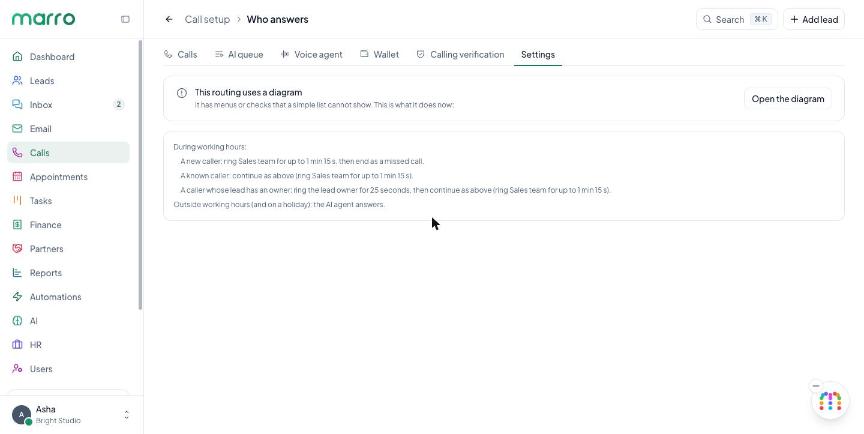 marro
Call setup > Who answers
Search ⌘ K
+ Add lead
Dashboard
Leads
Inbox 2
Email
Calls
Appointments
Tasks
Finance
Partners
Reports
Automations
AI
HR
Users
A
Asha
Bright Studio
Calls
AI queue
Voice agent
Wallet
Calling verification
Settings
This routing uses a diagram
It has menus or checks that a simple list cannot show. This is what it does now:
Open the diagram
During working hours:
A new caller: ring Sales team for up to 1 min 15 s, then end as a missed call.
A known caller: continue as above (ring Sales team for up to 1 min 15 s).
A caller whose lead has an owner: ring the lead owner for 25 seconds, then continue as above (ring Sales team for up to 1 min 15 s).
Outside working hours (and on a holiday): the AI agent answers.